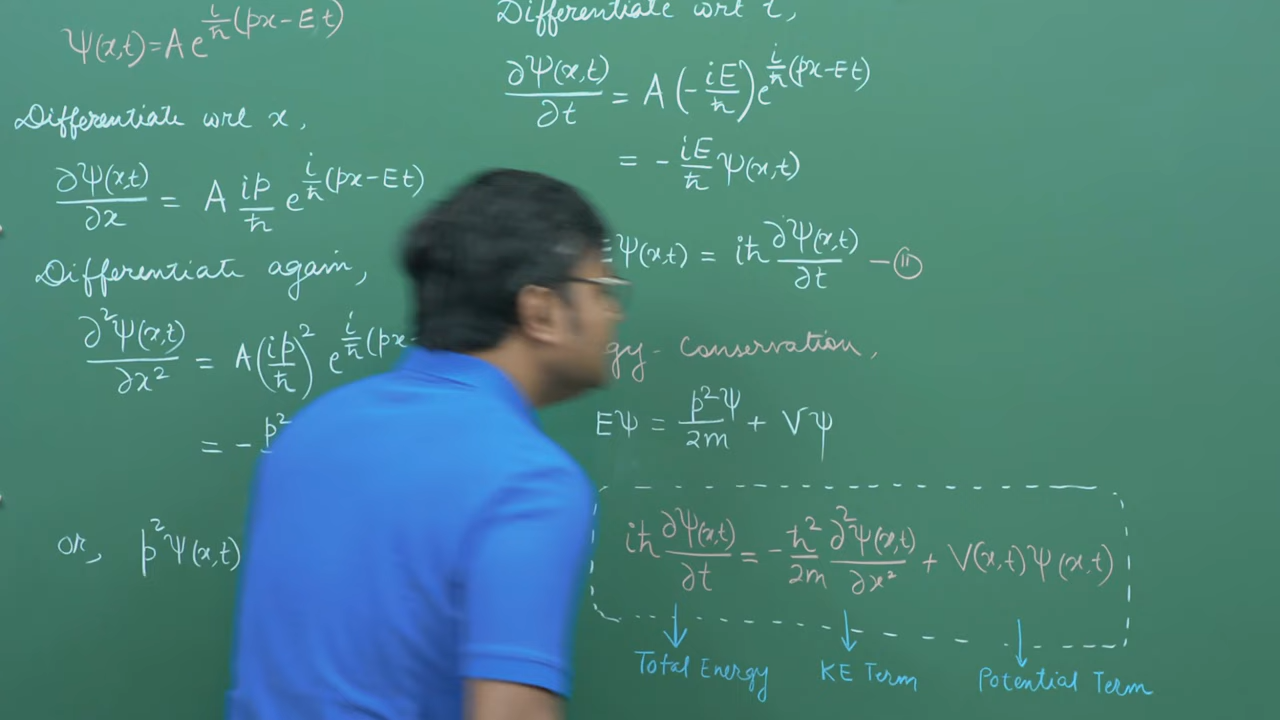 Ψ(x,t)=A e^{i/ħ(px-Et)}
Differentiate wrt x,
∂Ψ(x,t)/∂x = A ip/ħ e^{i/ħ(px-Et)}
Differentiate again,
∂²Ψ(x,t)/∂x² = A(ip/ħ)² e^{i/ħ(px-
= - p²
or, p²Ψ(x,t)
Differentiate wrt t,
∂Ψ(x,t)/∂t = A(-iE/ħ)e^{i/ħ(px-Et)}
= - iE/ħ Ψ(x,t)
Ψ(x,t) = iħ ∂Ψ(x,t)/∂t - (II)
Conservation,
EΨ = p²Ψ/2m + VΨ
iħ ∂Ψ(x,t)/∂t = - ħ²/2m ∂²Ψ(x,t)/∂x² + V(x,t)Ψ(x,t)
Total Energy KE Term Potential Term